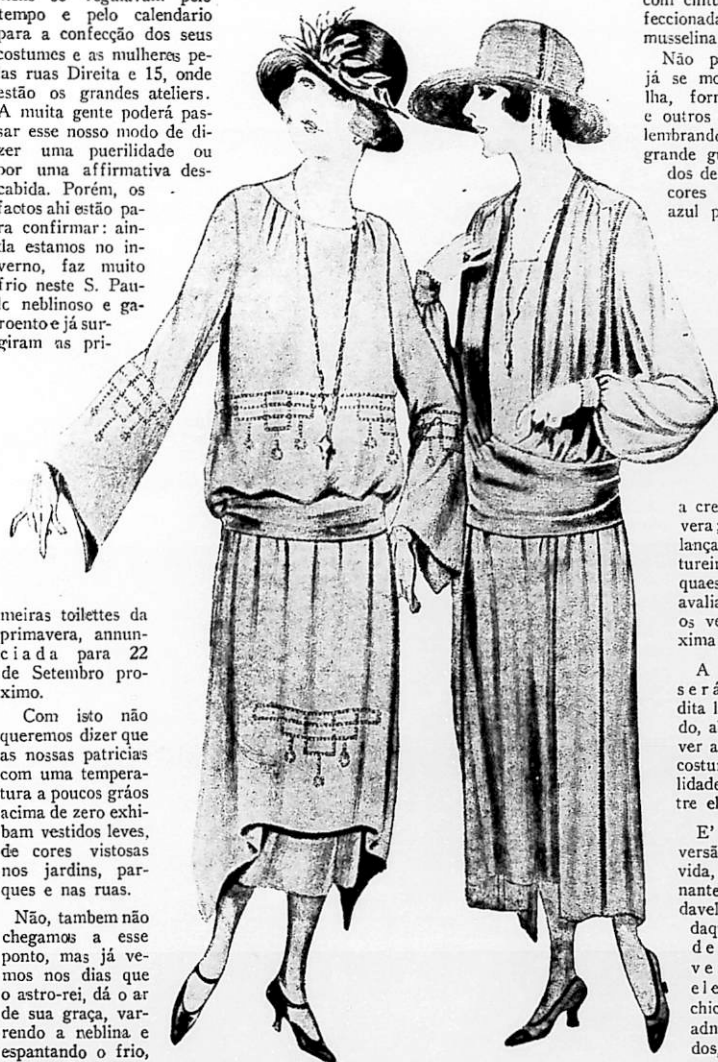 tempo e pelo calendario
para a confecção dos seus
costumes e as mulheres pe-
as ruas Direita e 15, onde
estão os grandes ateliers.
A muita gente poderá pas-
sar esse nosso modo de di-
zer uma puerilidade ou
por uma affirmativa des-
cabida. Porém, os
factos ahi estão pa-
ra confirmar: ain-
da estamos no in-
verno, faz muito
frio neste S. Pau-
lo neblinoso e ga-
roento e já sur-
giram as pri-
meiras toilettes da
primavera, annun-
ciada para 22
de Setembro pro-
ximo.
Com isto não
queremos dizer que
as nossas patricias
com uma tempera-
tura a poucos gráos
acima de zero exhi-
bam vestidos leves,
de cores vistosas
nos jardins, par-
ques e nas ruas.
Não, tambem não
chegamos a esse
ponto, mas já ve-
mos nos dias que
o astro-rei, dá o ar
de sua graça, var-
rendo a neblina e
espantando o frio,
feccionada
musselina
Não p
já se mo
lha, form
e outros
lembrando
grande gu
dos de
cores
azul p
a cre
vera;
lança
tureir
quaes
avalia
os ve
xima
A
será
dita l
do, a
ver a
costur
lidade
tre el
E'
versã
vida,
nante
davel
daq
de
ve
ele
chic
adn
dos,